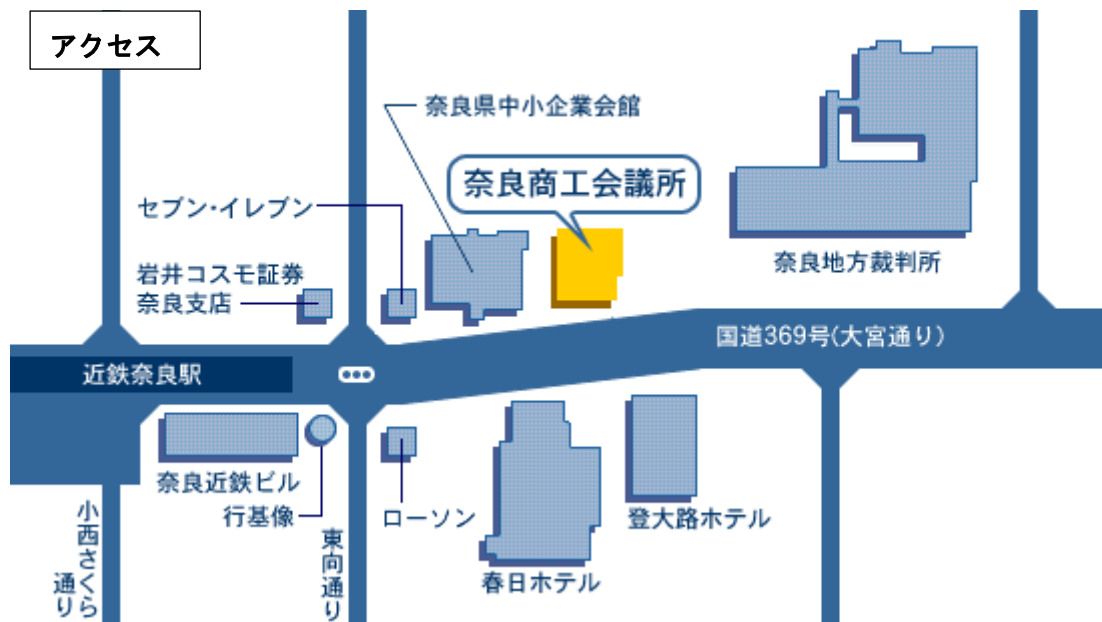 アクセス
奈良県中小企業会館
奈良商工会議所
セブン・イレブン
奈良地方裁判所
岩井コスモ証券
奈良支店
国道369号(大宮通り)
近鉄奈良駅
奈良近鉄ビル
行基像
ローソン
登大路ホテル
春日ホテル
小西さくら
通り
東向通り